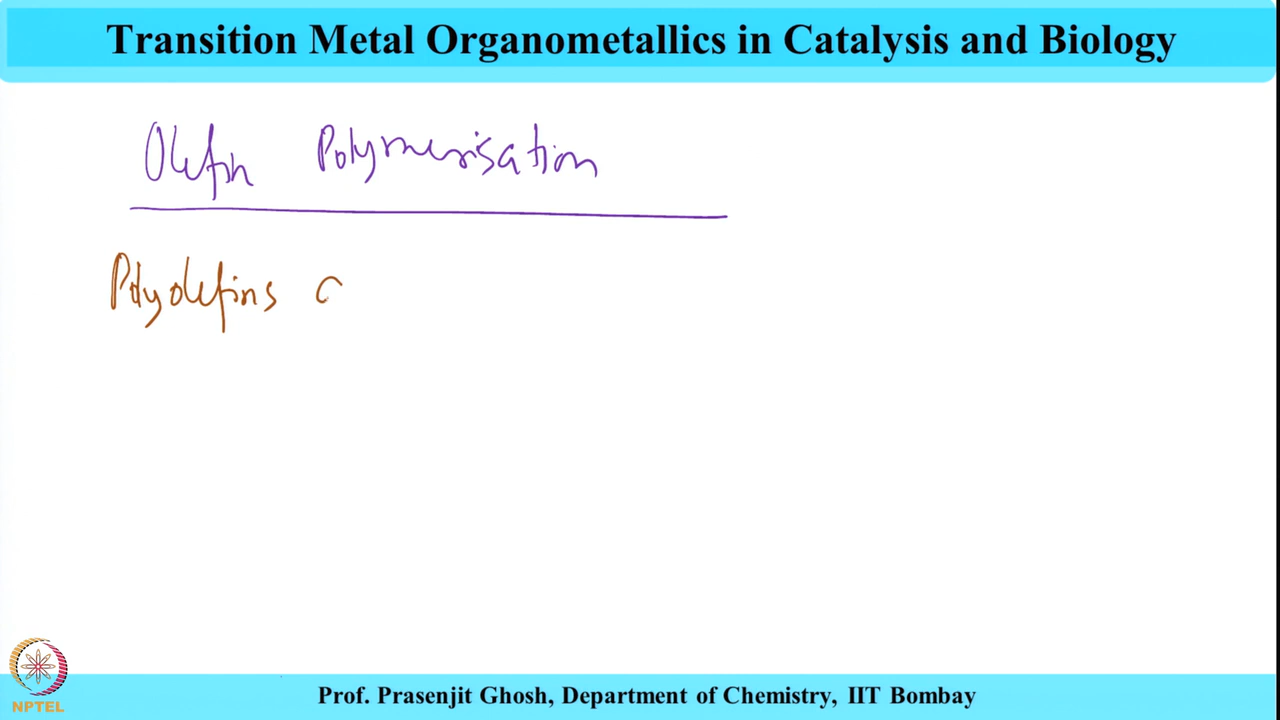 Transition Metal Organometallics in Catalysis and Biology
Olefin Polymerisation
Polyolefins
NPTEL
Prof. Prasenjit Ghosh, Department of Chemistry, IIT Bombay